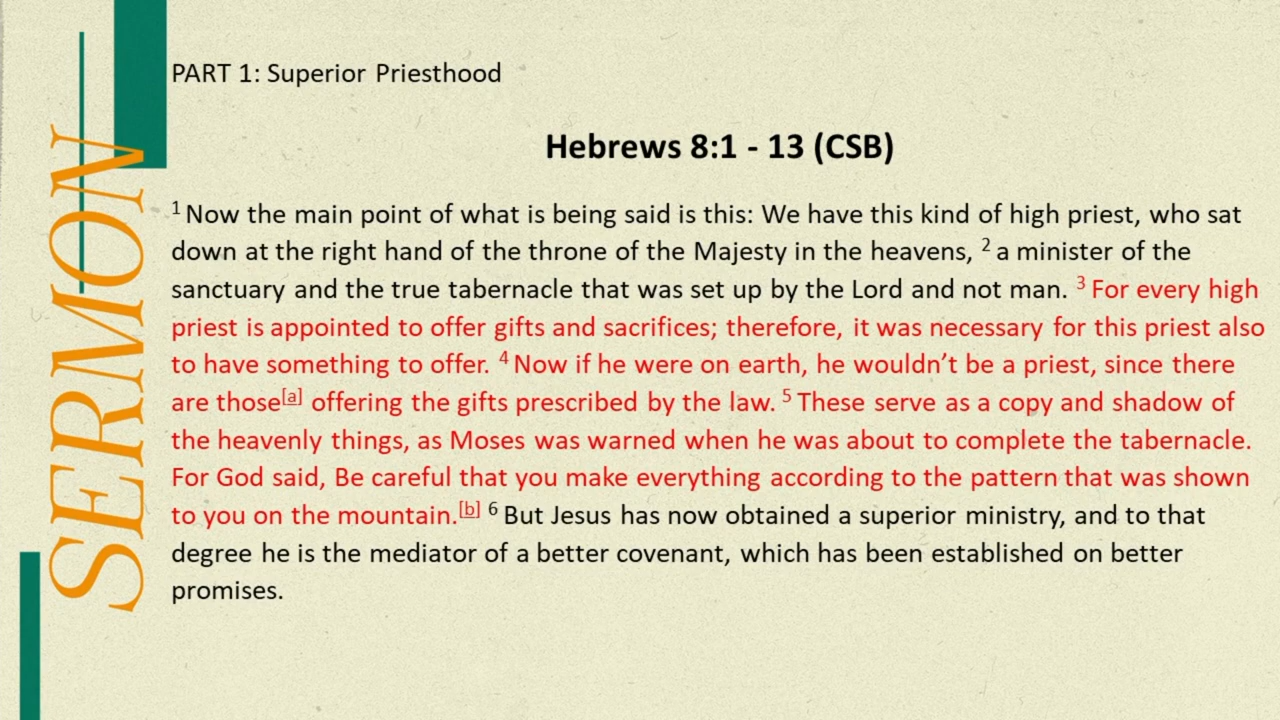 SERMON
PART 1: Superior Priesthood
Hebrews 8:1 - 13 (CSB)
1 Now the main point of what is being said is this: We have this kind of high priest, who sat
down at the right hand of the throne of the Majesty in the heavens, 2 a minister of the
sanctuary and the true tabernacle that was set up by the Lord and not man. 3 For every high
priest is appointed to offer gifts and sacrifices; therefore, it was necessary for this priest also
to have something to offer. 4 Now if he were on earth, he wouldn’t be a priest, since there
are those[a] offering the gifts prescribed by the law. 5 These serve as a copy and shadow of
the heavenly things, as Moses was warned when he was about to complete the tabernacle.
For God said, Be careful that you make everything according to the pattern that was shown
to you on the mountain.[b] 6 But Jesus has now obtained a superior ministry, and to that
degree he is the mediator of a better covenant, which has been established on better
promises.